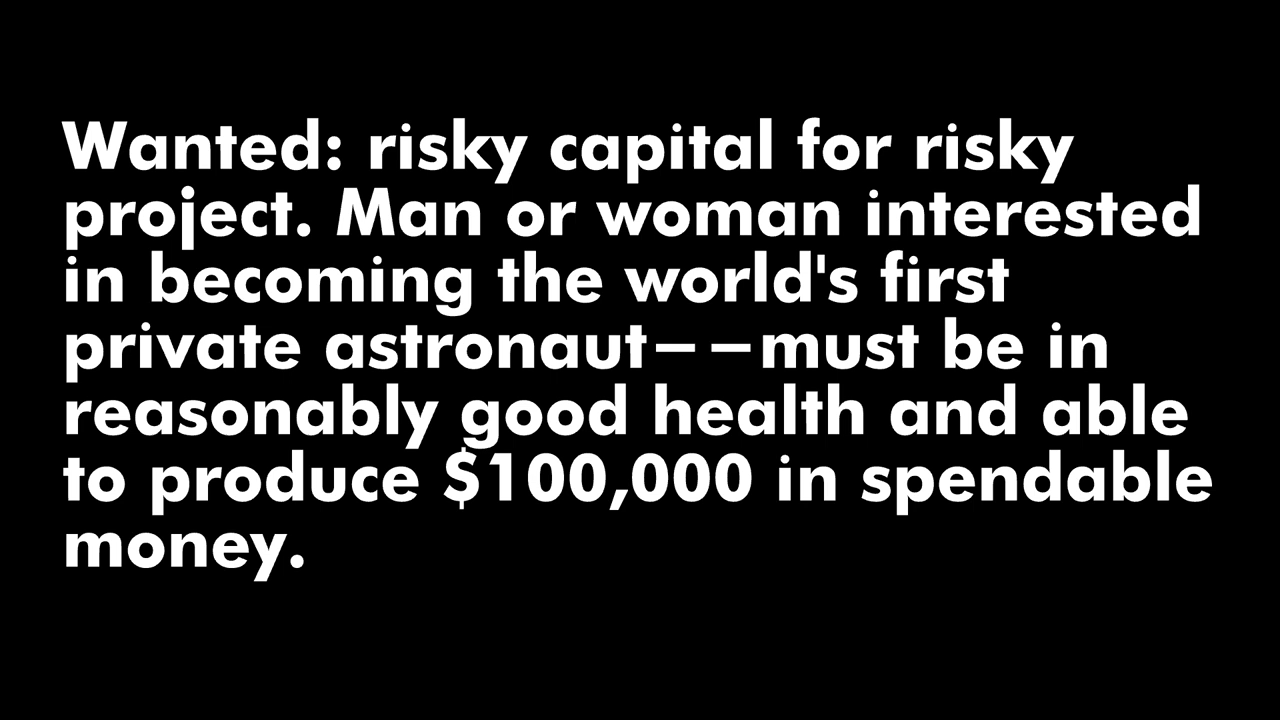 Wanted: risky capital for risky
project. Man or woman interested
in becoming the world's first
private astronaut——must be in
reasonably good health and able
to produce $100,000 in spendable
money.